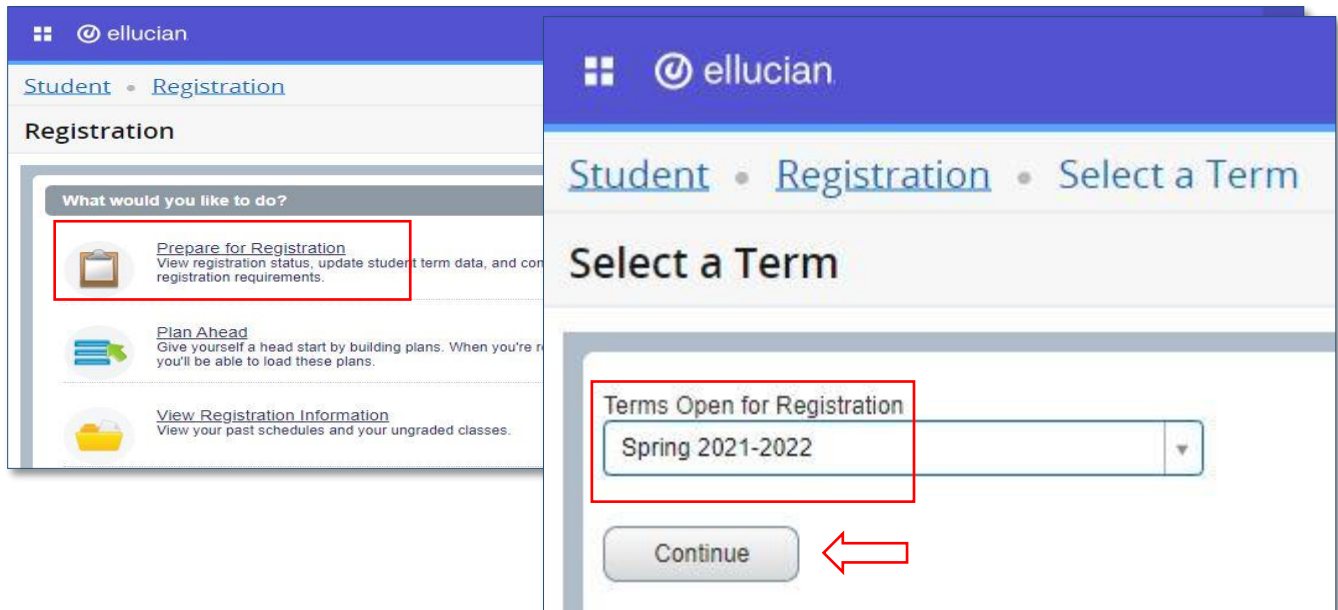 ellucian
Student • Registration
Registration
What would you like to do?
Prepare for Registration
View registration status, update student term data, and
registration requirements.
Plan Ahead
Give yourself a head start by building plans. When you're
you'll be able to load these plans.
View Registration Information
View your past schedules and your ungraded classes.
ellucian
Student • Registration • Select a Term
Select a Term
Terms Open for Registration
Spring 2021-2022
Continue